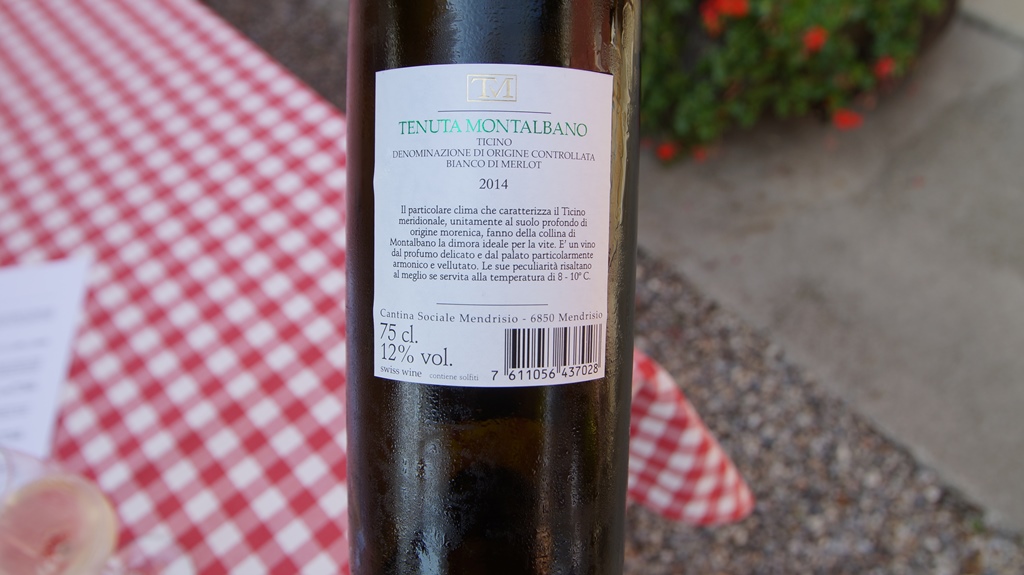 TM
TENUTA MONTALBANO
TICINO
DENOMINAZIONE DI ORIGINE CONTROLLATA
BIANCO DI MERLOT
2014
Il particolare clima che caratterizza il Ticino
meridionale, unitamente al suolo profondo di
origine morenica, fanno della collina di
Montalbano la dimora ideale per la vite. E' un vino
dal profumo delicato e dal palato particolarmente
armonico e vellutato. Le sue peculiarità risaltano
al meglio se servita alla temperatura di 8 - 10° C.
Cantina Sociale Mendrisio - 6850 Mendrisio
75 cl.
12% vol.
swiss wine contiene solfiti
7 611056 437028